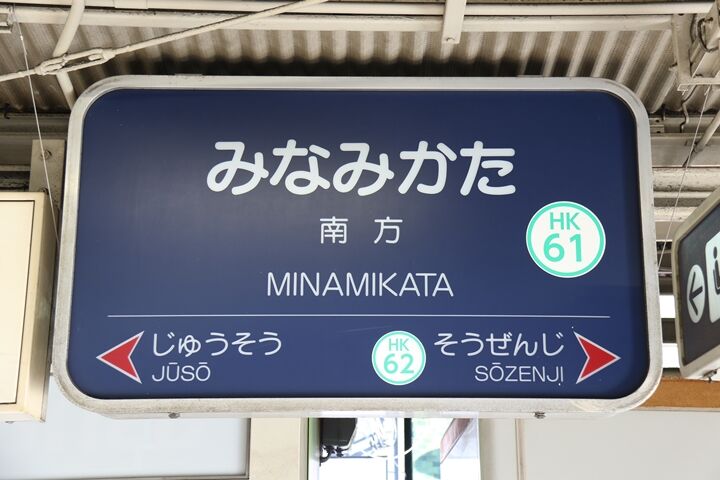 みなみかた
南方
HK
61
MINAMIKATA
じゅうそう
JŪSŌ
HK
62
そうぜんじ
SŌZENJI